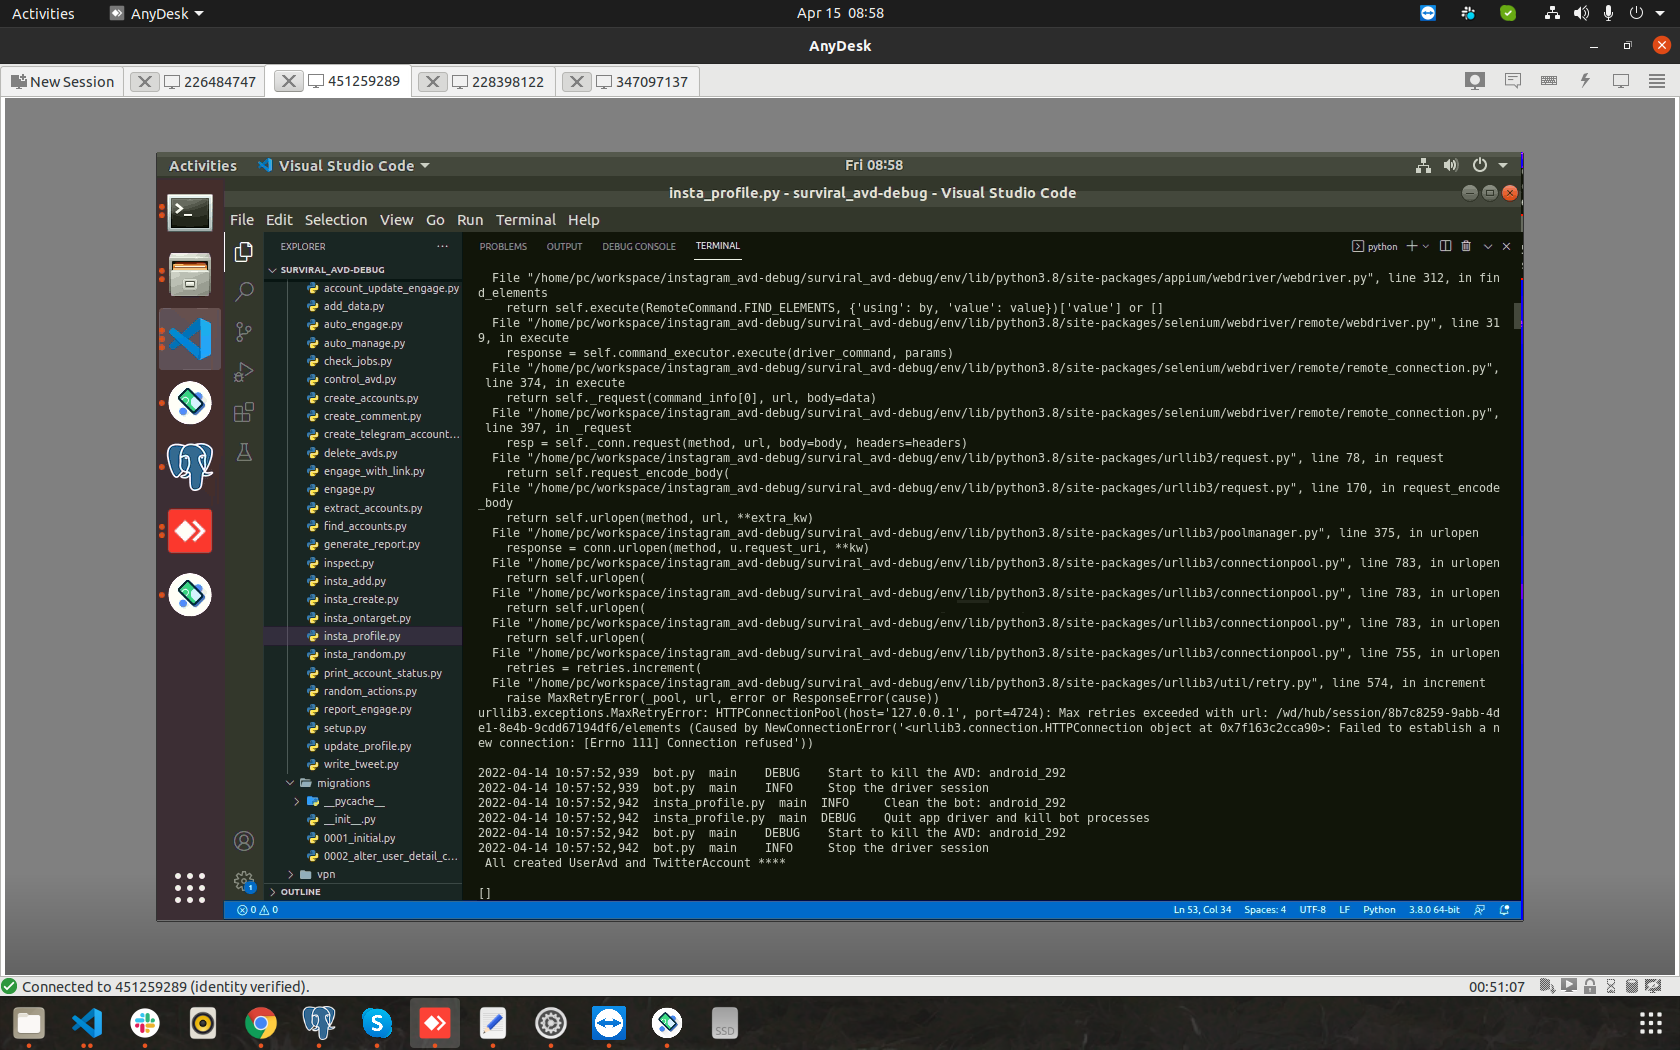 Activities
AnyDesk
Apr 15 08:58
AnyDesk
New Session
226484747
451259289
228398122
347097137
Activities
Visual Studio Code
Fri 08:58
insta_profile.py - surviral_avd-debug - Visual Studio Code
File Edit Selection View Go Run Terminal Help
EXPLORER
SURVIRAL_AVD-DEBUG
account_update_engage.py
add_data.py
auto_engage.py
auto_manage.py
check_jobs.py
control_avd.py
create_accounts.py
create_comment.py
create_telegram_account...
delete_avds.py
engage_with_link.py
engage.py
extract_accounts.py
find_accounts.py
generate_report.py
inspect.py
insta_add.py
insta_create.py
insta_ontarget.py
insta_profile.py
insta_random.py
print_account_status.py
random_actions.py
report_engage.py
setup.py
update_profile.py
write_tweet.py
migrations
__pycache__
__init__.py
0001_initial.py
0002_alter_user_detail_c...
vpn
OUTLINE
PROBLEMS OUTPUT DEBUG CONSOLE TERMINAL
python
File "/home/pc/workspace/instagram_avd-debug/surviral_avd-debug/env/lib/python3.8/site-packages/appium/webdriver/webdriver.py", line 312, in fin
d_elements
return self.execute(RemoteCommand.FIND_ELEMENTS, {'using': by, 'value': value})['value'] or []
File "/home/pc/workspace/instagram_avd-debug/surviral_avd-debug/env/lib/python3.8/site-packages/selenium/webdriver/remote/webdriver.py", line 31
9, in execute
response = self.command_executor.execute(driver_command, params)
File "/home/pc/workspace/instagram_avd-debug/surviral_avd-debug/env/lib/python3.8/site-packages/selenium/webdriver/remote/remote_connection.py",
line 374, in execute
return self._request(command_info[0], url, body=data)
File "/home/pc/workspace/instagram_avd-debug/surviral_avd-debug/env/lib/python3.8/site-packages/selenium/webdriver/remote/remote_connection.py",
line 397, in _request
resp = self._conn.request(method, url, body=body, headers=headers)
File "/home/pc/workspace/instagram_avd-debug/surviral_avd-debug/env/lib/python3.8/site-packages/urllib3/request.py", line 78, in request
return self.request_encode_body(
File "/home/pc/workspace/instagram_avd-debug/surviral_avd-debug/env/lib/python3.8/site-packages/urllib3/request.py", line 170, in request_encode
_body
return self.urlopen(method, url, **extra_kw)
File "/home/pc/workspace/instagram_avd-debug/surviral_avd-debug/env/lib/python3.8/site-packages/urllib3/poolmanager.py", line 375, in urlopen
response = conn.urlopen(method, u.request_uri, **kw)
File "/home/pc/workspace/instagram_avd-debug/surviral_avd-debug/env/lib/python3.8/site-packages/urllib3/connectionpool.py", line 783, in urlopen
return self.urlopen(
File "/home/pc/workspace/instagram_avd-debug/surviral_avd-debug/env/lib/python3.8/site-packages/urllib3/connectionpool.py", line 783, in urlopen
return self.urlopen(
File "/home/pc/workspace/instagram_avd-debug/surviral_avd-debug/env/lib/python3.8/site-packages/urllib3/connectionpool.py", line 783, in urlopen
return self.urlopen(
File "/home/pc/workspace/instagram_avd-debug/surviral_avd-debug/env/lib/python3.8/site-packages/urllib3/connectionpool.py", line 755, in urlopen
retries = retries.increment(
File "/home/pc/workspace/instagram_avd-debug/surviral_avd-debug/env/lib/python3.8/site-packages/urllib3/util/retry.py", line 574, in increment
raise MaxRetryError(_pool, url, error or ResponseError(cause))
urllib3.exceptions.MaxRetryError: HTTPConnectionPool(host='127.0.0.1', port=4724): Max retries exceeded with url: /wd/hub/session/8b7c8259-9abb-4d
e1-8e4b-9cdd67194df6/elements (Caused by NewConnectionError('<urllib3.connection.HTTPConnection object at 0x7f163c2cca90>: Failed to establish a n
ew connection: [Errno 111] Connection refused'))
2022-04-14 10:57:52,939 bot.py main DEBUG Start to kill the AVD: android_292
2022-04-14 10:57:52,939 bot.py main INFO Stop the driver session
2022-04-14 10:57:52,942 insta_profile.py main INFO Clean the bot: android_292
2022-04-14 10:57:52,942 insta_profile.py main DEBUG Quit app driver and kill bot processes
2022-04-14 10:57:52,942 bot.py main DEBUG Start to kill the AVD: android_292
2022-04-14 10:57:52,942 bot.py main INFO Stop the driver session
All created UserAvd and TwitterAccount ****
[]
1
0 0
Ln 53, Col 34 Spaces: 4 UTF-8 LF Python 3.8.0 64-bit
Connected to 451259289 (identity verified).
00:51:07
SSD